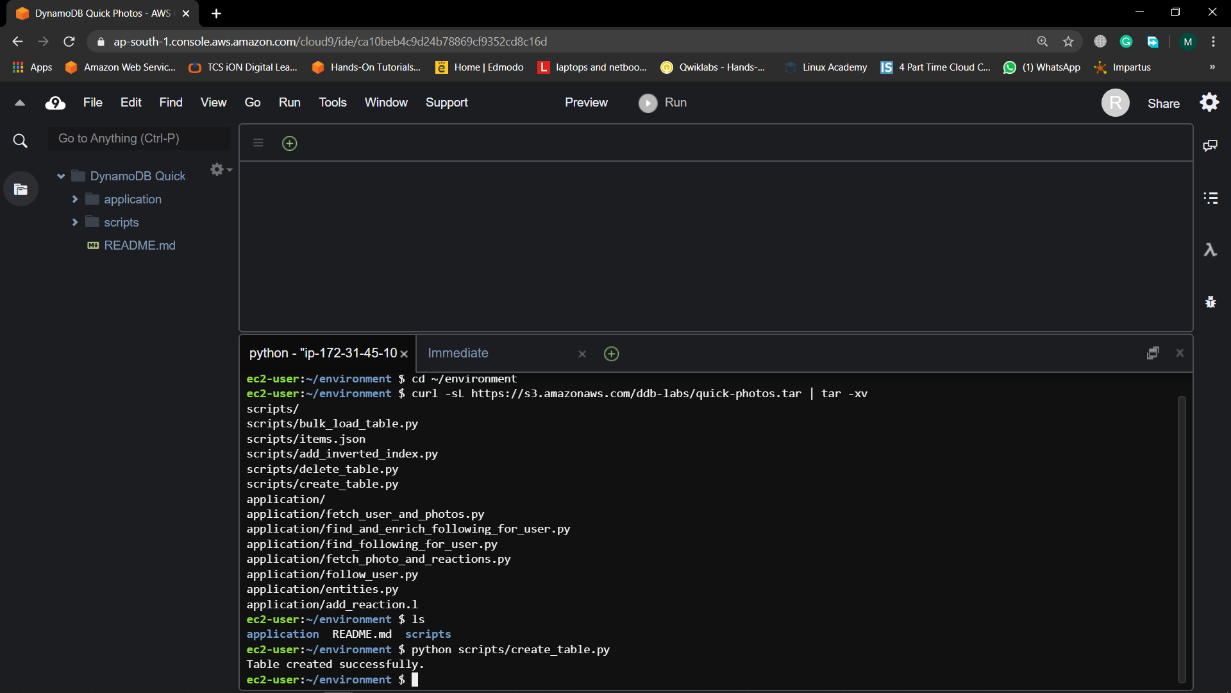 DynamoDB Quick Photos - AWS
ap-south-1.console.aws.amazon.com/cloud9/ide/ca10beb4c9d24b78869cf9352cd8c16d
M
Apps Amazon Web Servic... TCS iON Digital Lea... Hands-On Tutorials... Home | Edmodo laptops and netboo... Qwiklabs - Hands-... Linux Academy 4 Part Time Cloud C... (1) WhatsApp Impartus »
9 File Edit Find View Go Run Tools Window Support Preview Run R Share
Go to Anything (Ctrl-P)
DynamoDB Quick
application
scripts
README.md
python - "ip-172-31-45-10 Immediate
ec2-user:~/environment $ cd ~/environment
ec2-user:~/environment $ curl -sL https://s3.amazonaws.com/ddb-labs/quick-photos.tar | tar -xv
scripts/
scripts/bulk_load_table.py
scripts/items.json
scripts/add_inverted_index.py
scripts/delete_table.py
scripts/create_table.py
application/
application/fetch_user_and_photos.py
application/find_and_enrich_following_for_user.py
application/find_following_for_user.py
application/fetch_photo_and_reactions.py
application/follow_user.py
application/entities.py
application/add_reaction.l
ec2-user:~/environment $ ls
application README.md scripts
ec2-user:~/environment $ python scripts/create_table.py
Table created successfully.
ec2-user:~/environment $